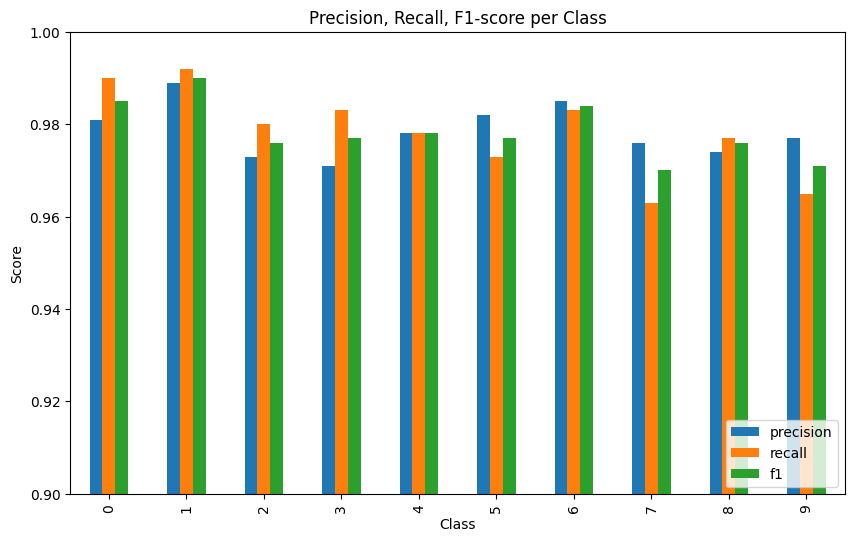 Precision, Recall, F1-score per Class
1.00
0.98
0.96
0.94
0.92
0.90
Score
0 1 2 3 4 5 6 7 8 9
Class
precision
recall
f1